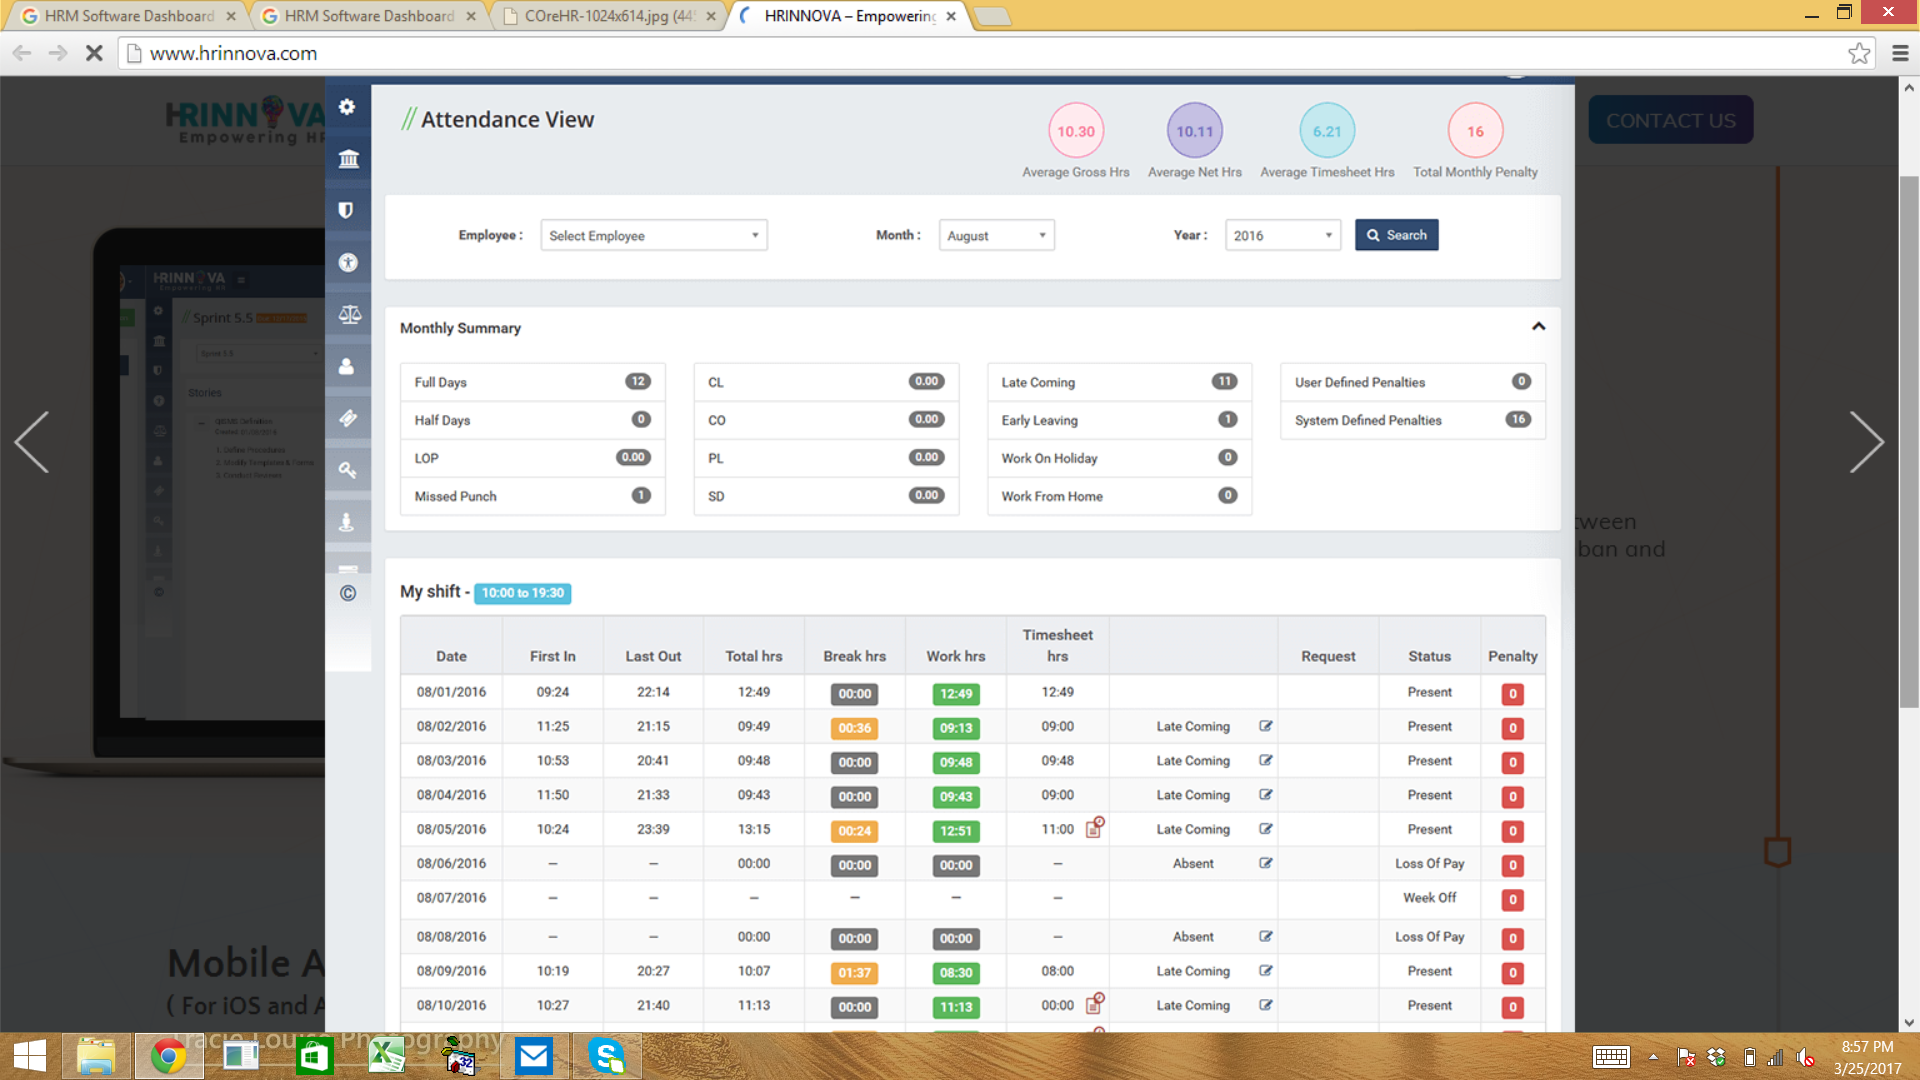 HRM Software Dashboard
HRM Software Dashboard
COreHR-1024x614.jpg (44
HRINNOVA – Empowering
www.hrinnova.com
HRINNOVA
Empowering HR
CONTACT US
// Attendance View
10.30
10.11
6.21
16
Average Gross Hrs
Average Net Hrs
Average Timesheet Hrs
Total Monthly Penalty
Employee : Select Employee
Month : August
Year : 2016
Search
HRINNOVA
Empowering HR
// Sprint 5.5
Sprint 5.5
Stories
Monthly Summary
Full Days 12
CL 0.00
Late Coming 11
User Defined Penalties 0
Half Days 0
CO 0.00
Early Leaving 1
System Defined Penalties 16
LOP 0.00
PL 0.00
Work On Holiday 0
Missed Punch 1
SD 0.00
Work From Home 0
tween
ban and
My shift - 10:00 to 19:30
Date First In Last Out Total hrs Break hrs Work hrs Timesheet hrs Request Status Penalty
08/01/2016 09:24 22:14 12:49 00:00 12:49 12:49 Present 0
08/02/2016 11:25 21:15 09:49 00:36 09:13 09:00 Late Coming Present 0
08/03/2016 10:53 20:41 09:48 00:00 09:48 09:48 Late Coming Present 0
08/04/2016 11:50 21:33 09:43 00:00 09:43 09:00 Late Coming Present 0
08/05/2016 10:24 23:39 13:15 00:24 12:51 11:00 Late Coming Present 0
08/06/2016 – – 00:00 00:00 00:00 – Absent Loss Of Pay 0
08/07/2016 – – – – – – Week Off 0
08/08/2016 – – 00:00 00:00 00:00 – Absent Loss Of Pay 0
08/09/2016 10:19 20:27 10:07 01:37 08:30 08:00 Late Coming Present 0
08/10/2016 10:27 21:40 11:13 00:00 11:13 00:00 Late Coming Present 0
Mobile A
( For iOS and A
Tracie Louise Photography
32
8:57 PM
3/25/2017